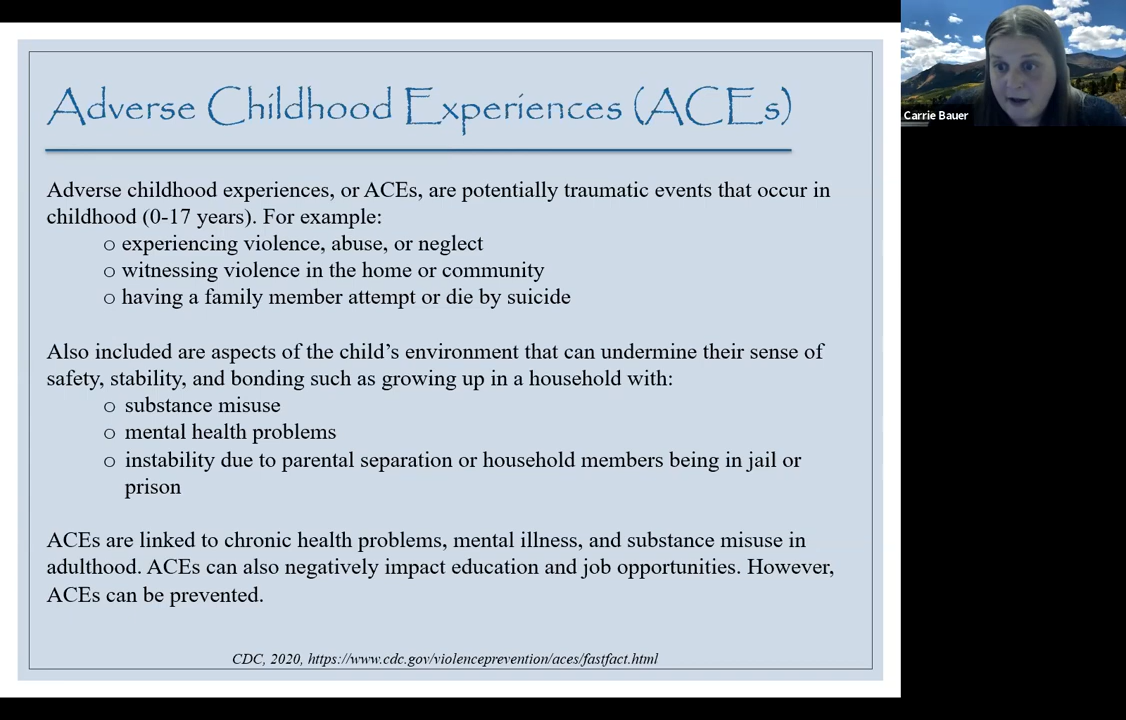 Adverse Childhood Experiences (ACEs)
Adverse childhood experiences, or ACEs, are potentially traumatic events that occur in
childhood (0-17 years). For example:
○ experiencing violence, abuse, or neglect
○ witnessing violence in the home or community
○ having a family member attempt or die by suicide
Also included are aspects of the child’s environment that can undermine their sense of
safety, stability, and bonding such as growing up in a household with:
○ substance misuse
○ mental health problems
○ instability due to parental separation or household members being in jail or
prison
ACEs are linked to chronic health problems, mental illness, and substance misuse in
adulthood. ACEs can also negatively impact education and job opportunities. However,
ACEs can be prevented.
CDC, 2020, https://www.cdc.gov/violenceprevention/aces/fastfact.html
Carrie Bauer